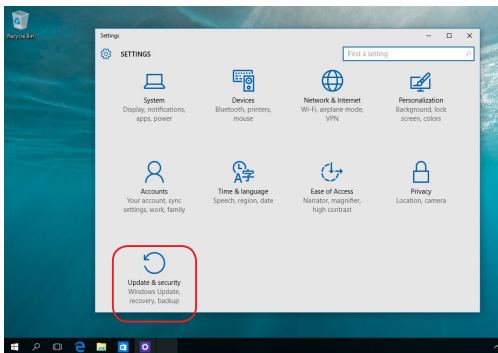 Recycle Bin
Settings
SETTINGS
Find a setting
System
Display, notifications,
apps, power
Devices
Bluetooth, printers,
mouse
Network & Internet
Wi-Fi, airplane mode,
VPN
Personalization
Background, lock
screen, colors
Accounts
Your account, sync
settings, work, family
Time & language
Speech, region, date
Ease of Access
Narrator, magnifier,
high contrast
Privacy
Location, camera
Update & security
Windows Update,
recovery, backup